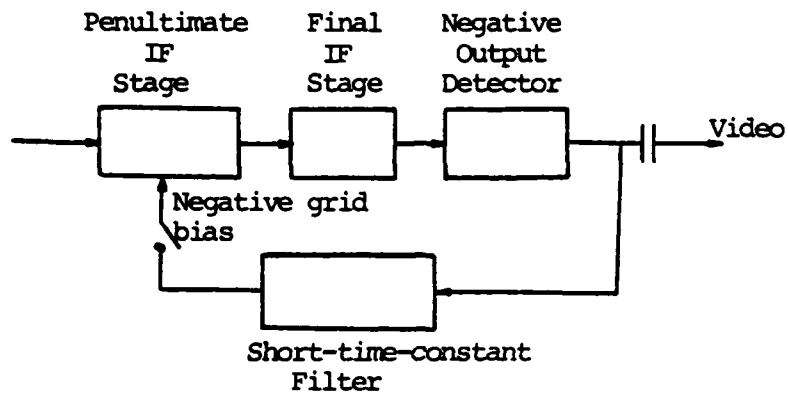 Penultimate
IF
Stage
Final
IF
Stage
Negative
Output
Detector
Video
Negative grid
bias
Short-time-constant
Filter